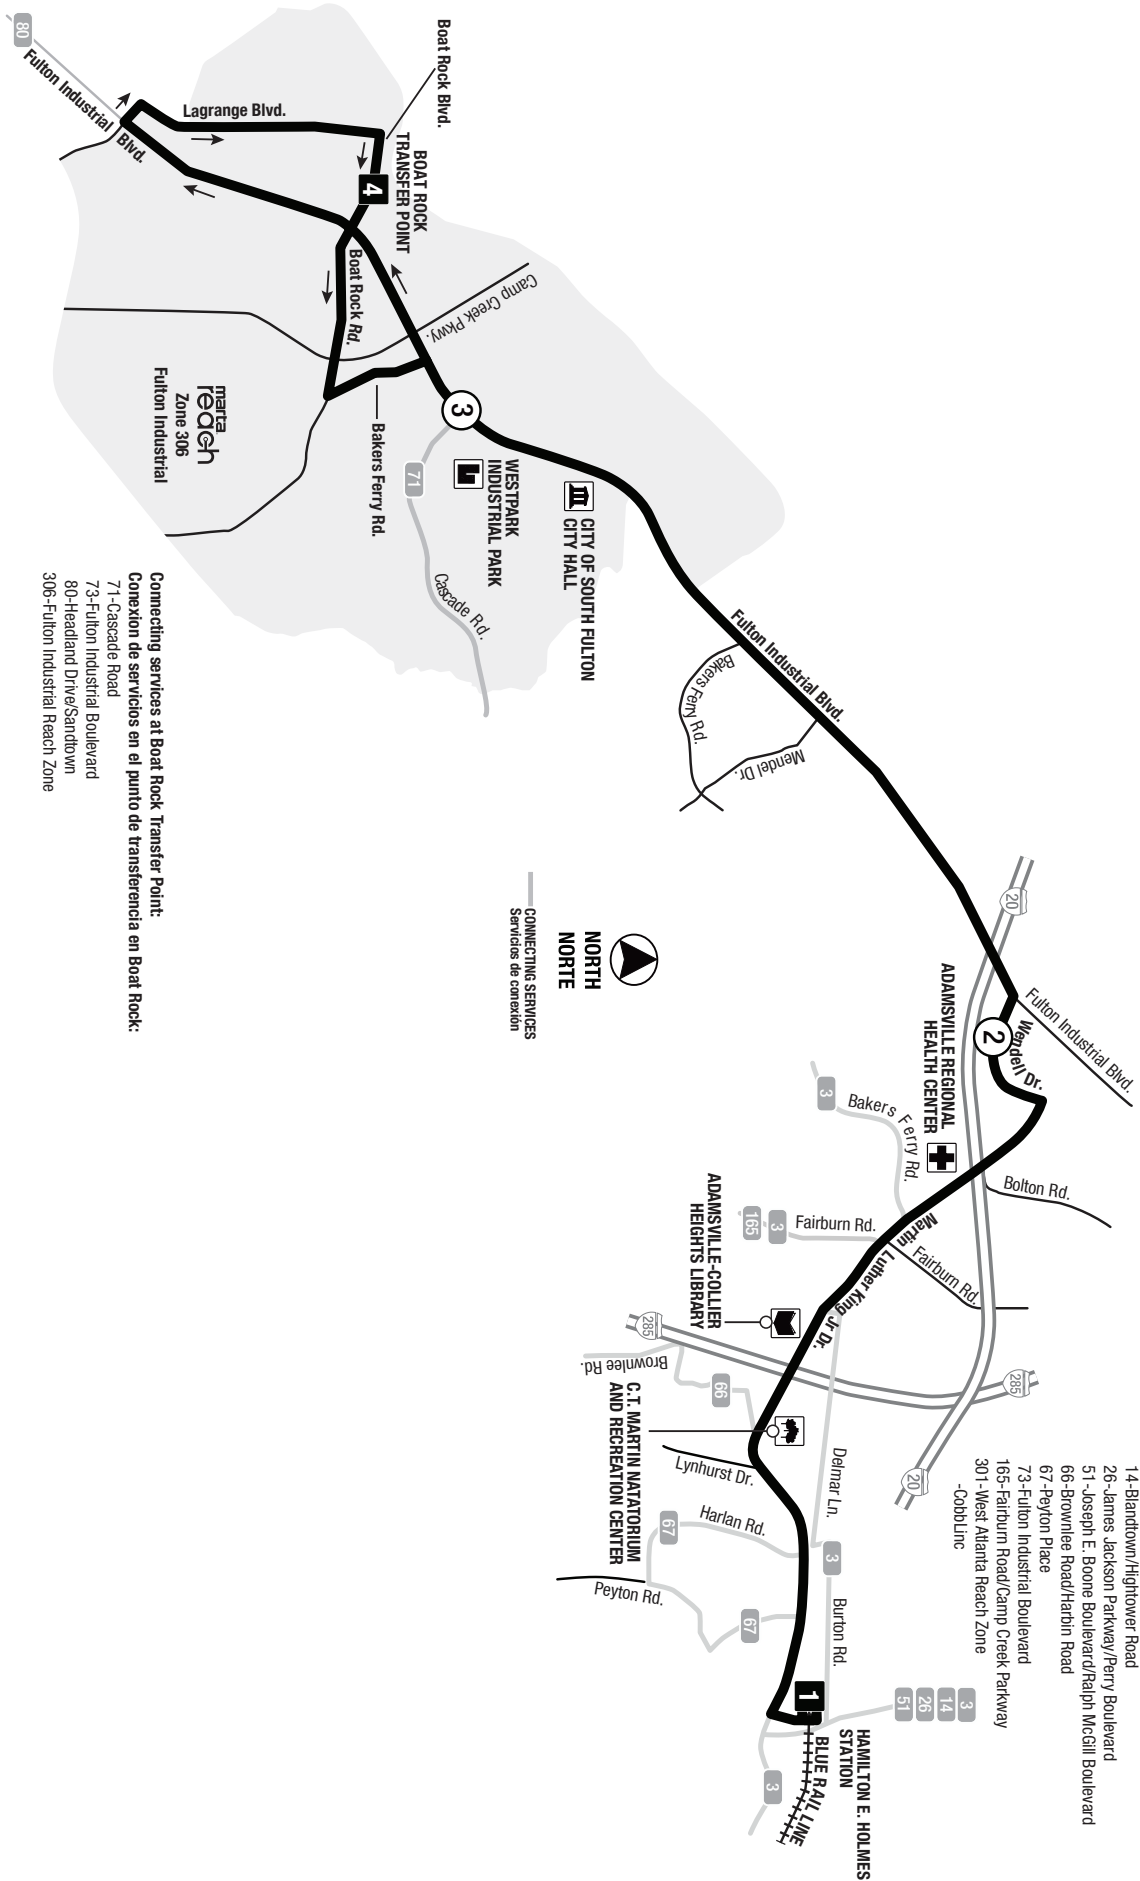 14-Blandtown/Hightower Road
26-James Jackson Parkway/Perry Boulevard
51-Joseph E. Boone Boulevard/Ralph McGill Boulevard
66-Brownlee Road/Harbin Road
67-Peyton Place
73-Fulton Industrial Boulevard
165-Fairburn Road/Camp Creek Parkway
301-West Atlanta Reach Zone
-CobbLinc
Boat Rock Blvd.
BOAT ROCK
TRANSFER POINT
4
Lagrange Blvd.
80
Fulton Industrial Blvd.
Boat Rock Rd.
Camp Creek Pkwy.
3
Bakers Ferry Rd.
marta
reach
Zone 306
Fulton Industrial
WESTPARK
INDUSTRIAL PARK
71
Cascade Rd.
CITY OF SOUTH FULTON
CITY HALL
Fulton Industrial Blvd.
Bakers Ferry Rd.
Mendel Dr.
20
Fulton Industrial Blvd.
2
Wendell Dr.
ADAMSVILLE REGIONAL
HEALTH CENTER
3
Bakers Ferry Rd.
Bolton Rd.
Martin Luther King Jr Dr.
165
3
Fairburn Rd.
Fairburn Rd.
ADAMSVILLE-COLLIER
HEIGHTS LIBRARY
285
285
20
Brownlee Rd.
66
C.T. MARTIN NATATORIUM
AND RECREATION CENTER
Lynhurst Dr.
Delmar Ln.
Harlan Rd.
67
Peyton Rd.
67
3
Burton Rd.
3
14
26
51
1
HAMILTON E. HOLMES
STATION
BLUE RAIL LINE
3
NORTH
NORTE
CONNECTING SERVICES
Servicios de conexión
Connecting services at Boat Rock Transfer Point:
Conexion de servicios en el punto de transferencia en Boat Rock:
71-Cascade Road
73-Fulton Industrial Boulevard
80-Headland Drive/Sandtown
306-Fulton Industrial Reach Zone